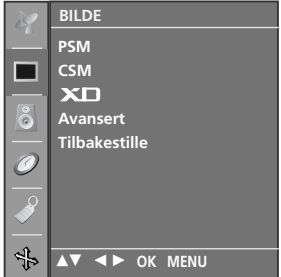 BILDE
PSM
CSM
XD
Avansert
Tilbakestille
▲▼ ◄► OK MENU